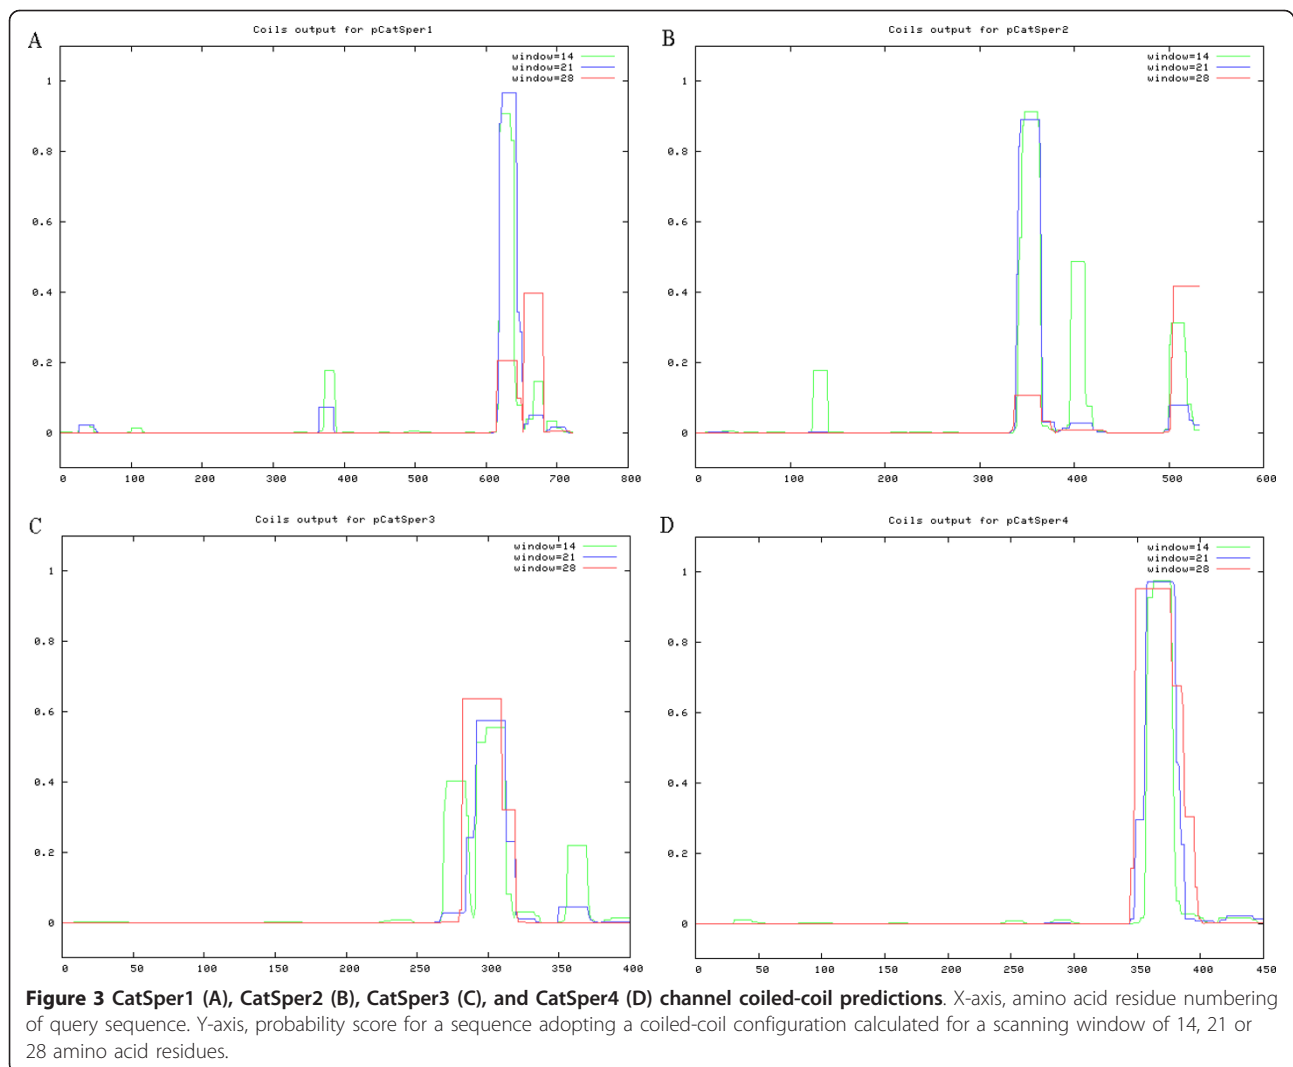 A
Coils output for pCatSper1
window=14
window=21
window=28
1
0.8
0.6
0.4
0.2
0
0 100 200 300 400 500 600 700 800
B
Coils output for pCatSper2
window=14
window=21
window=28
1
0.8
0.6
0.4
0.2
0
0 100 200 300 400 500 600
C
Coils output for pCatSper3
window=14
window=21
window=28
1
0.8
0.6
0.4
0.2
0
0 50 100 150 200 250 300 350 400
D
Coils output for pCatSper4
window=14
window=21
window=28
1
0.8
0.6
0.4
0.2
0
0 50 100 150 200 250 300 350 400 450
Figure 3 CatSper1 (A), CatSper2 (B), CatSper3 (C), and CatSper4 (D) channel coiled-coil predictions. X-axis, amino acid residue numbering
of query sequence. Y-axis, probability score for a sequence adopting a coiled-coil configuration calculated for a scanning window of 14, 21 or
28 amino acid residues.